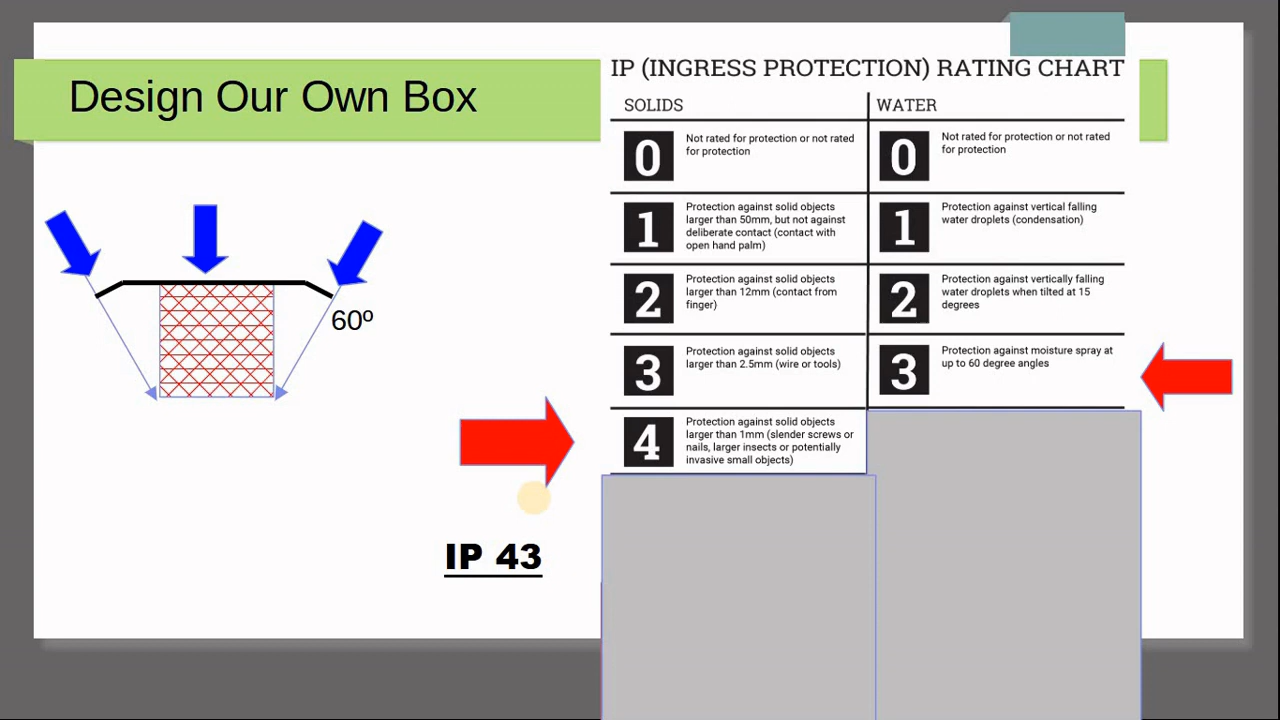 Design Our Own Box
60º
IP 43
IP (INGRESS PROTECTION) RATING CHART
SOLIDS
0
Not rated for protection or not rated
for protection
1
Protection against solid objects
larger than 50mm, but not against
deliberate contact (contact with
open hand palm)
2
Protection against solid objects
larger than 12mm (contact from
finger)
3
Protection against solid objects
larger than 2.5mm (wire or tools)
4
Protection against solid objects
larger than 1mm (slender screws or
nails, larger insects or potentially
invasive small objects)
WATER
0
Not rated for protection or not rated
for protection
1
Protection against vertical falling
water droplets (condensation)
2
Protection against vertically falling
water droplets when tilted at 15
degrees
3
Protection against moisture spray at
up to 60 degree angles